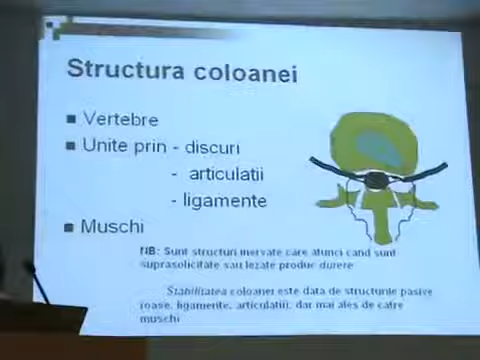 Structura coloanei
■ Vertebre
■ Unite prin - discuri
- articulatii
- ligamente
■ Muschi
NB: Sunt structuri inervate care atunci cand sunt
suprasolicitate sau lezate produc durere
Stabilitatea coloanei este data de structurile pasive
(oase, ligamente, articulatii), dar mai ales de catre
muschi